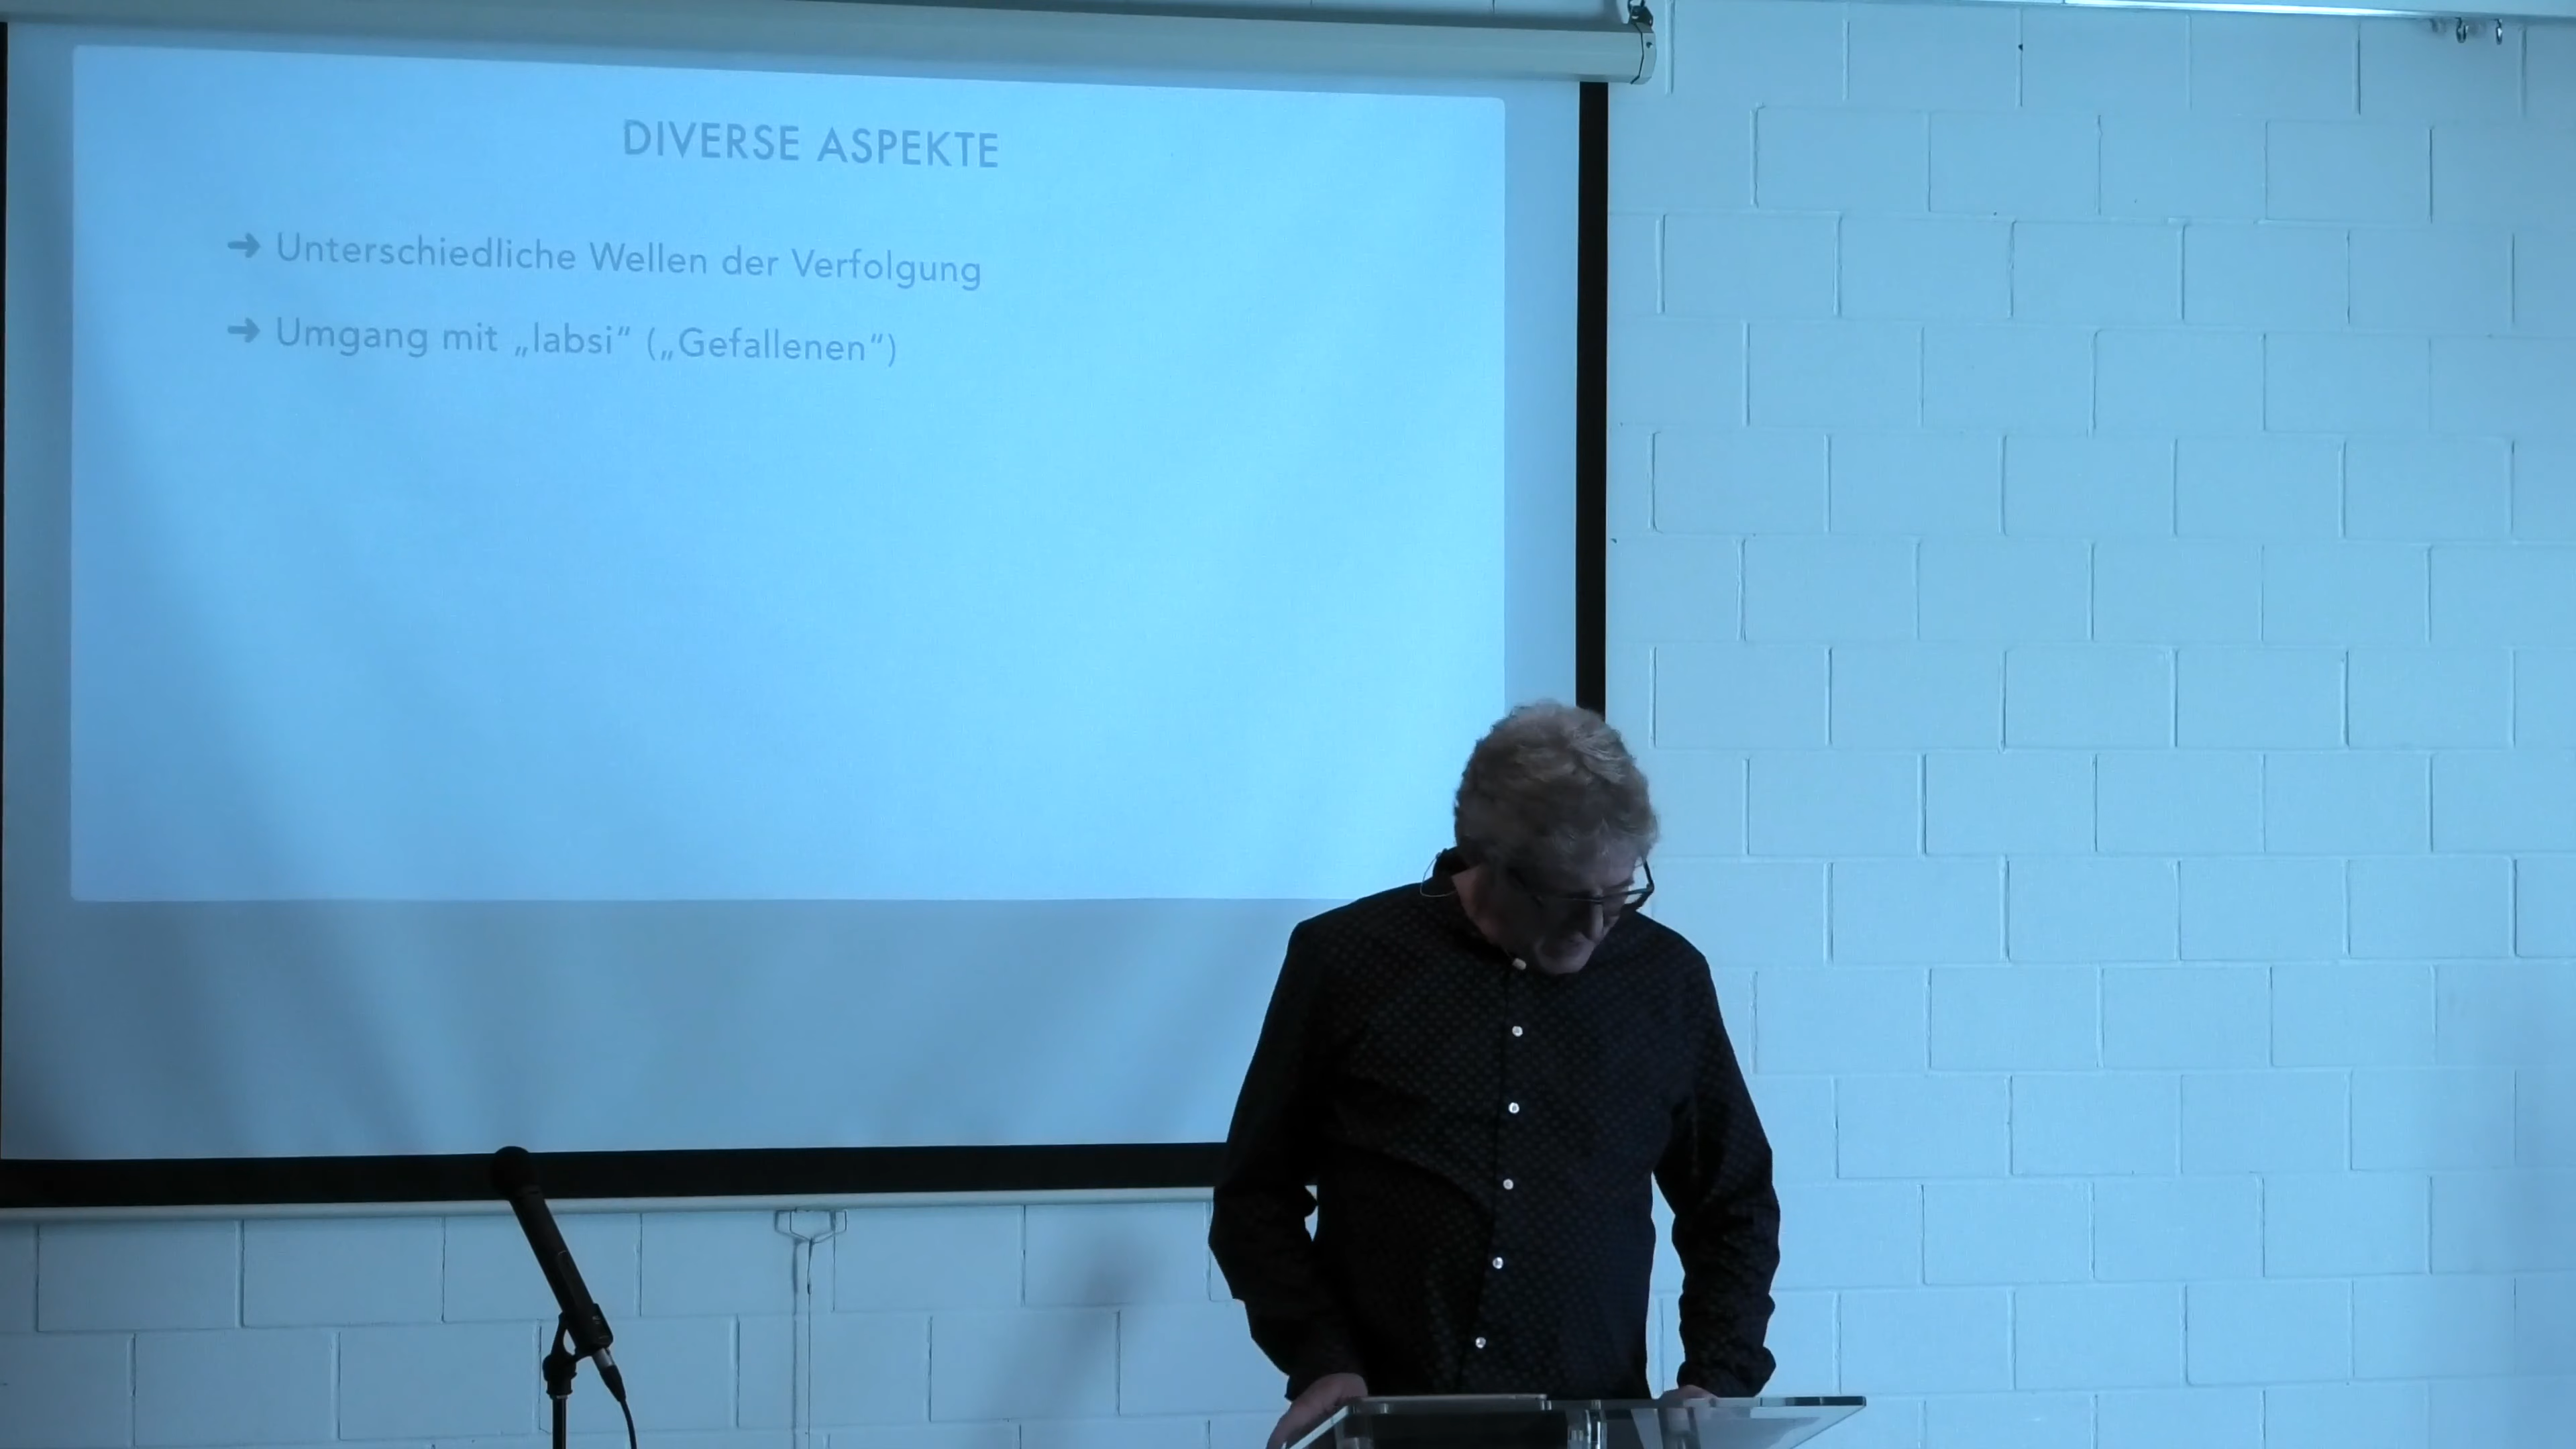 DIVERSE ASPEKTE
➜ Unterschiedliche Wellen der Verfolgung
➜ Umgang mit „labsi“ („Gefallenen“)